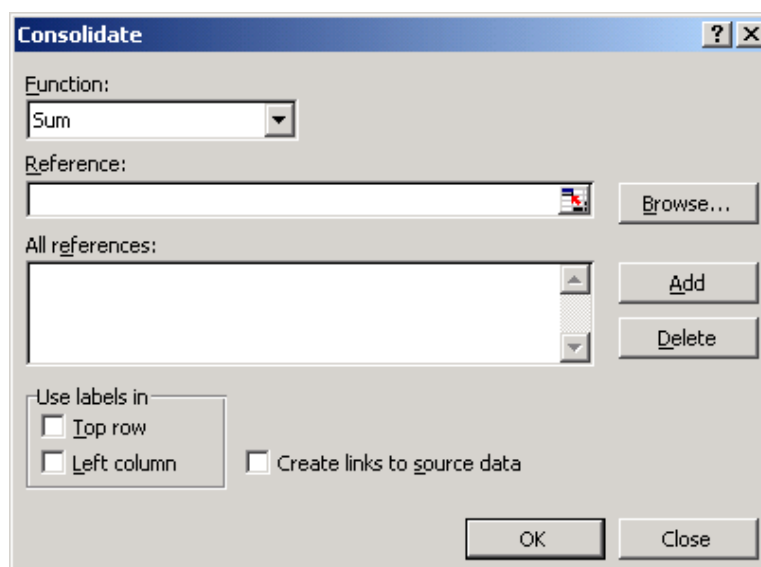 Consolidate
Function:
Sum
Reference:
Browse...
All references:
Add
Delete
Use labels in
Top row
Left column
Create links to source data
OK
Close